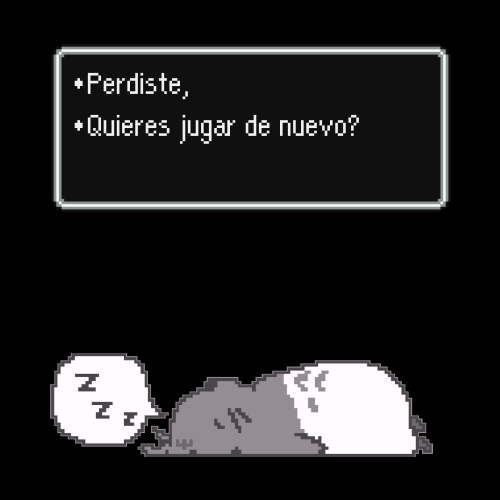 •Perdiste,
•Quieres jugar de nuevo?
Z
Z
z